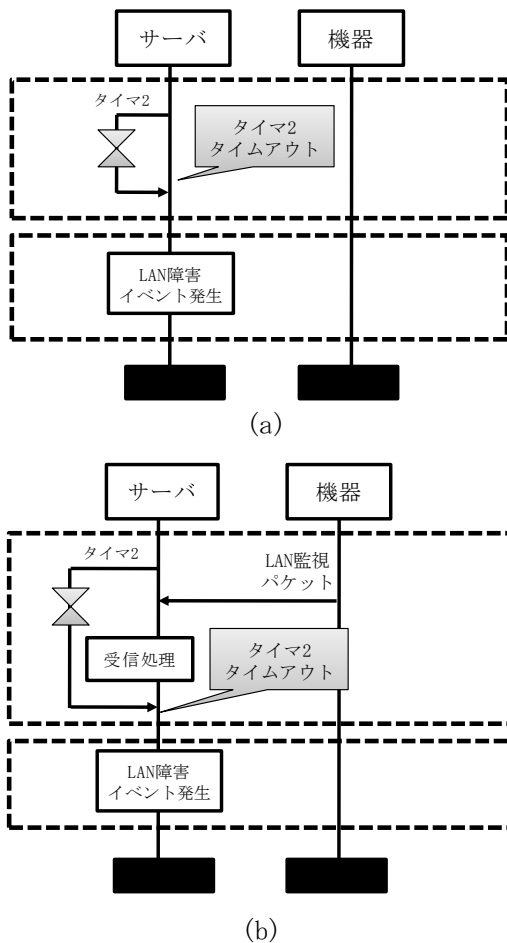 サーバ
機器
タイマ2
タイマ2
タイムアウト
LAN障害
イベント発生
(a)
サーバ
機器
タイマ2
LAN監視
パケット
受信処理
タイマ2
タイムアウト
LAN障害
イベント発生
(b)